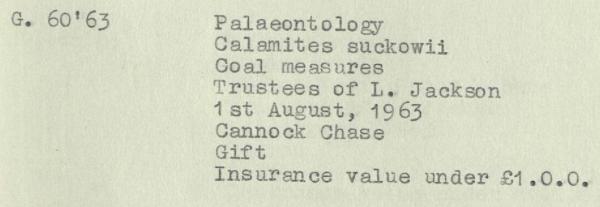 G. 60'63 Palaeontology
Calamites suckowii
Coal measures
Trustees of L. Jackson
1st August, 1963
Cannock Chase
Gift
Insurance value under £1.0.0.